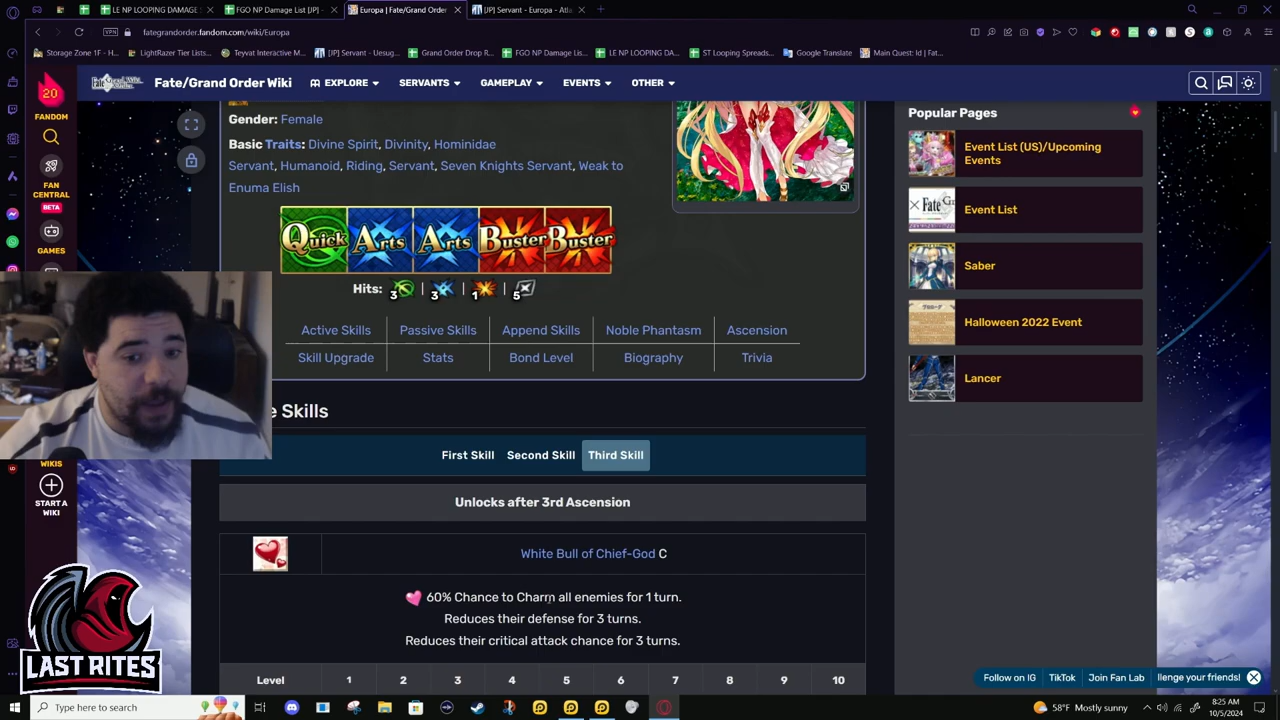 LE NP LOOPING DAMAGE
FGO NP Damage List [JP] -
Europa | Fate/Grand Order
[JP] Servant - Europa - Atla
VPN
fategrandorder.fandom.com/wiki/Europa
Storage Zone 1F - H...
LightRazer Tier Lists...
Teyvat Interactive M...
[JP] Servant - Uesug...
Grand Order Drop R...
FGO NP Damage Lis...
LE NP LOOPING DA...
ST Looping Spreads...
Google Translate
Main Quest: Id | Fat...
20
FANDOM
FAN CENTRAL
BETA
GAMES
WIKIS
START A WIKI
Fate/Grand Order Wiki
EXPLORE
SERVANTS
GAMEPLAY
EVENTS
OTHER
Gender: Female
Basic Traits: Divine Spirit, Divinity, Hominidae
Servant, Humanoid, Riding, Servant, Seven Knights Servant, Weak to
Enuma Elish
Quick Arts Arts Buster Buster
Hits: 3 | 3 | 1 | 5
Active Skills Passive Skills Append Skills Noble Phantasm Ascension
Skill Upgrade Stats Bond Level Biography Trivia
e Skills
First Skill Second Skill Third Skill
Unlocks after 3rd Ascension
White Bull of Chief-God C
60% Chance to Charm all enemies for 1 turn.
Reduces their defense for 3 turns.
Reduces their critical attack chance for 3 turns.
Level 1 2 3 4 5 6 7 8 9 10
Popular Pages
Event List (US)/Upcoming
Events
Event List
Saber
Halloween 2022 Event
Lancer
LAST RITES
Follow on IG TikTok Join Fan Lab llenge your friends!
Type here to search
58°F Mostly sunny
8:25 AM
10/5/2024